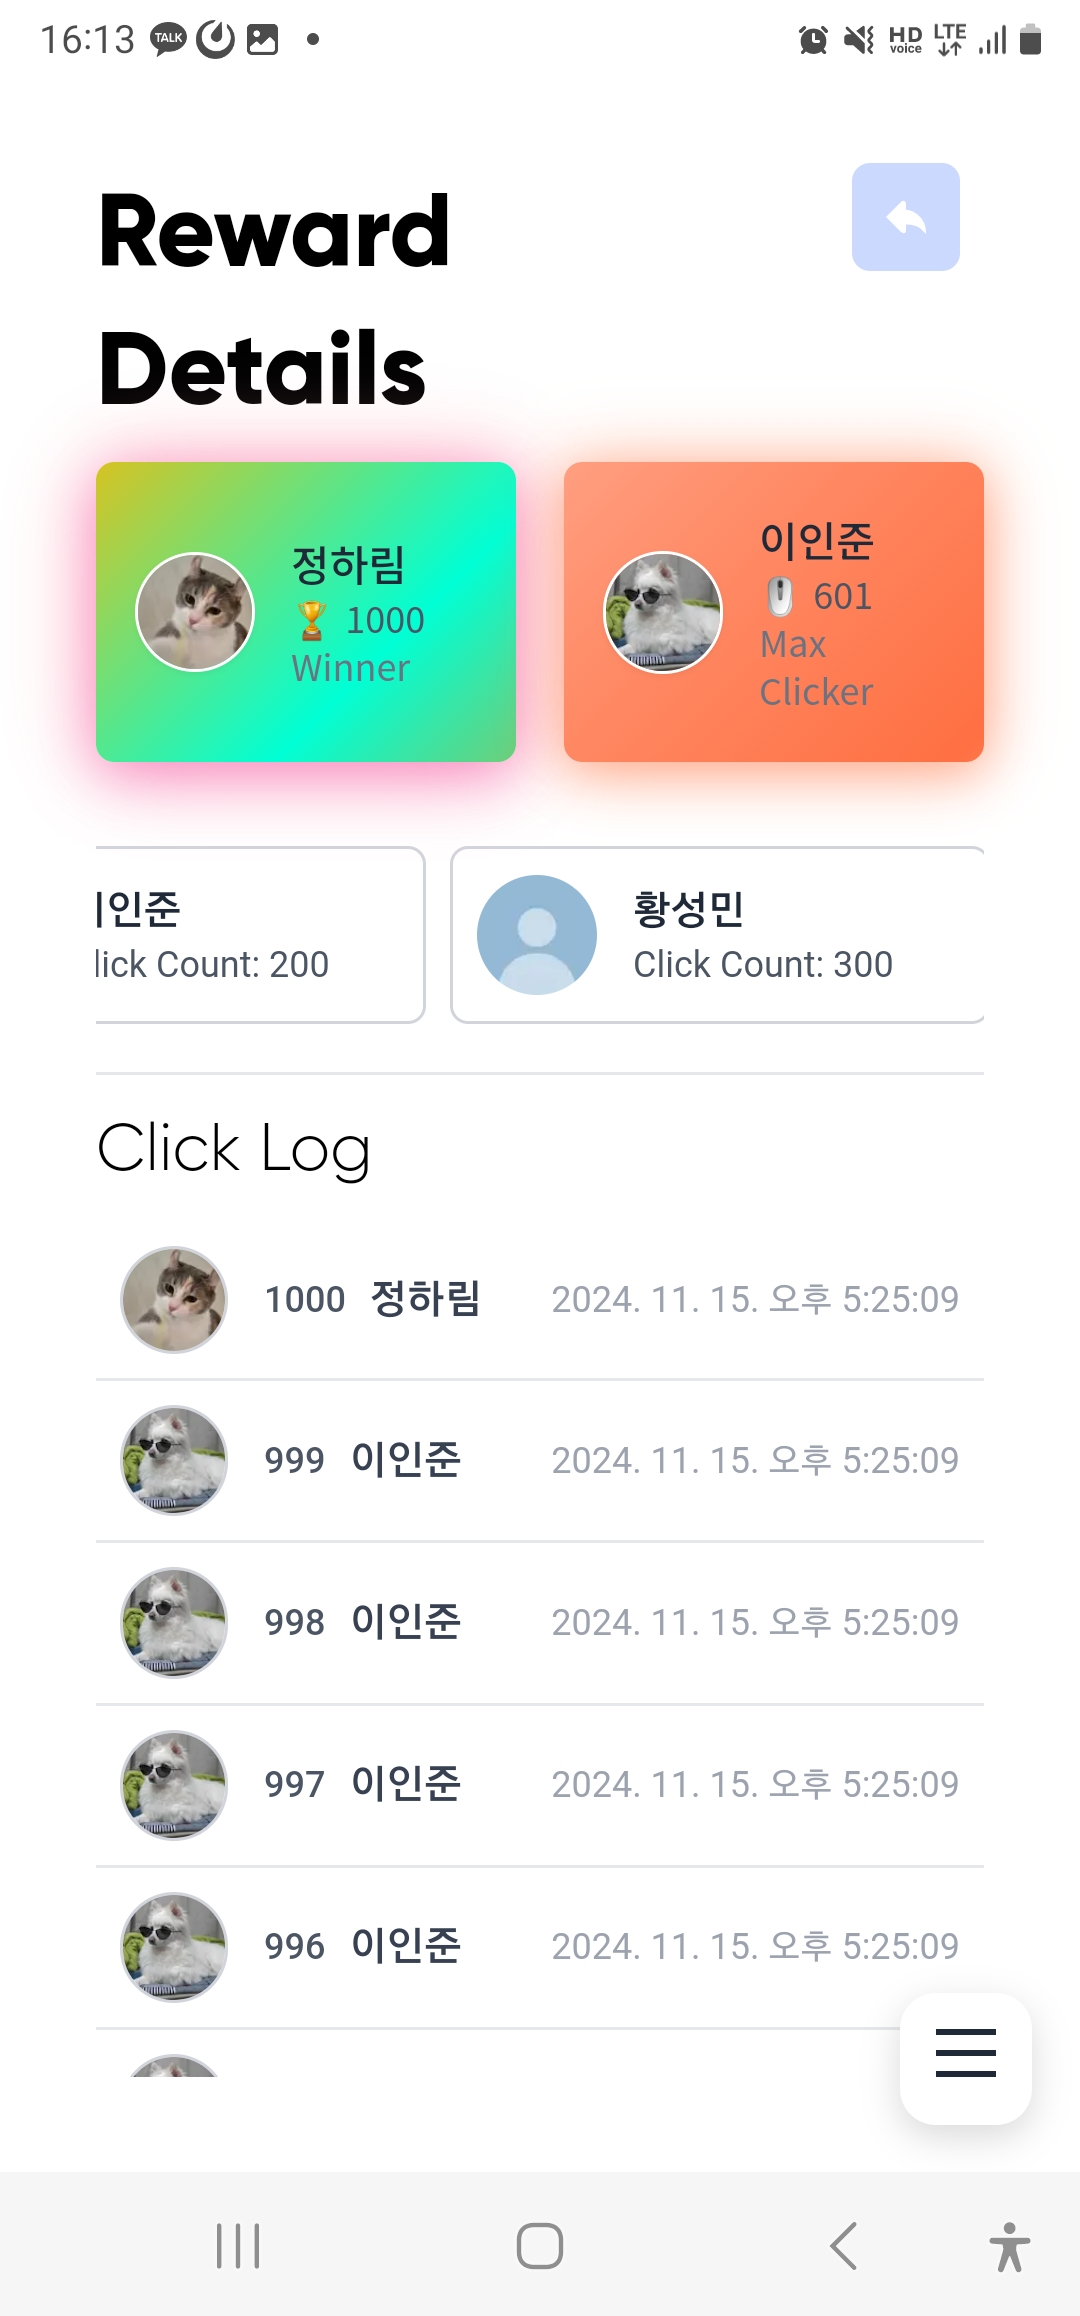 16:13 TALK HD voice LTE
Reward
Details
정하림
🏆 1000
Winner
이인준
🖱️ 601
Max
Clicker
인준
lick Count: 200
황성민
Click Count: 300
Click Log
1000 정하림 2024. 11. 15. 오후 5:25:09
999 이인준 2024. 11. 15. 오후 5:25:09
998 이인준 2024. 11. 15. 오후 5:25:09
997 이인준 2024. 11. 15. 오후 5:25:09
996 이인준 2024. 11. 15. 오후 5:25:09